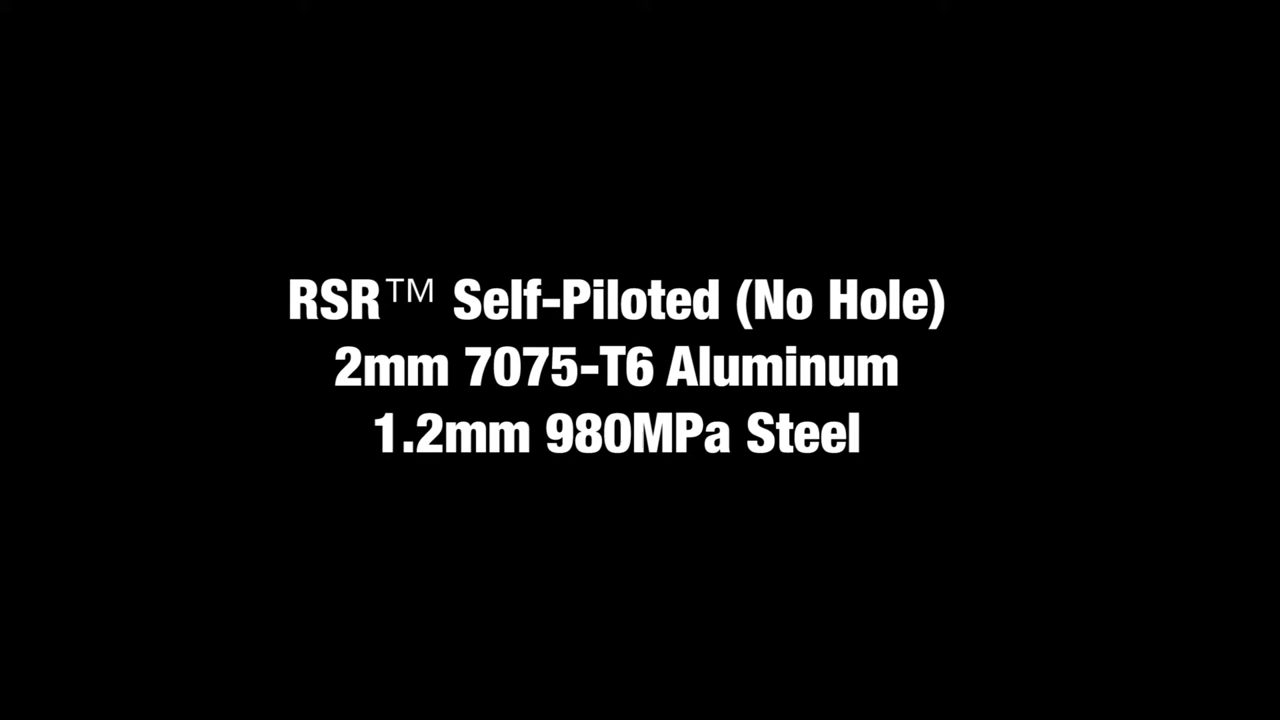 RSR™ Self-Piloted (No Hole)
2mm 7075-T6 Aluminum
1.2mm 980MPa Steel